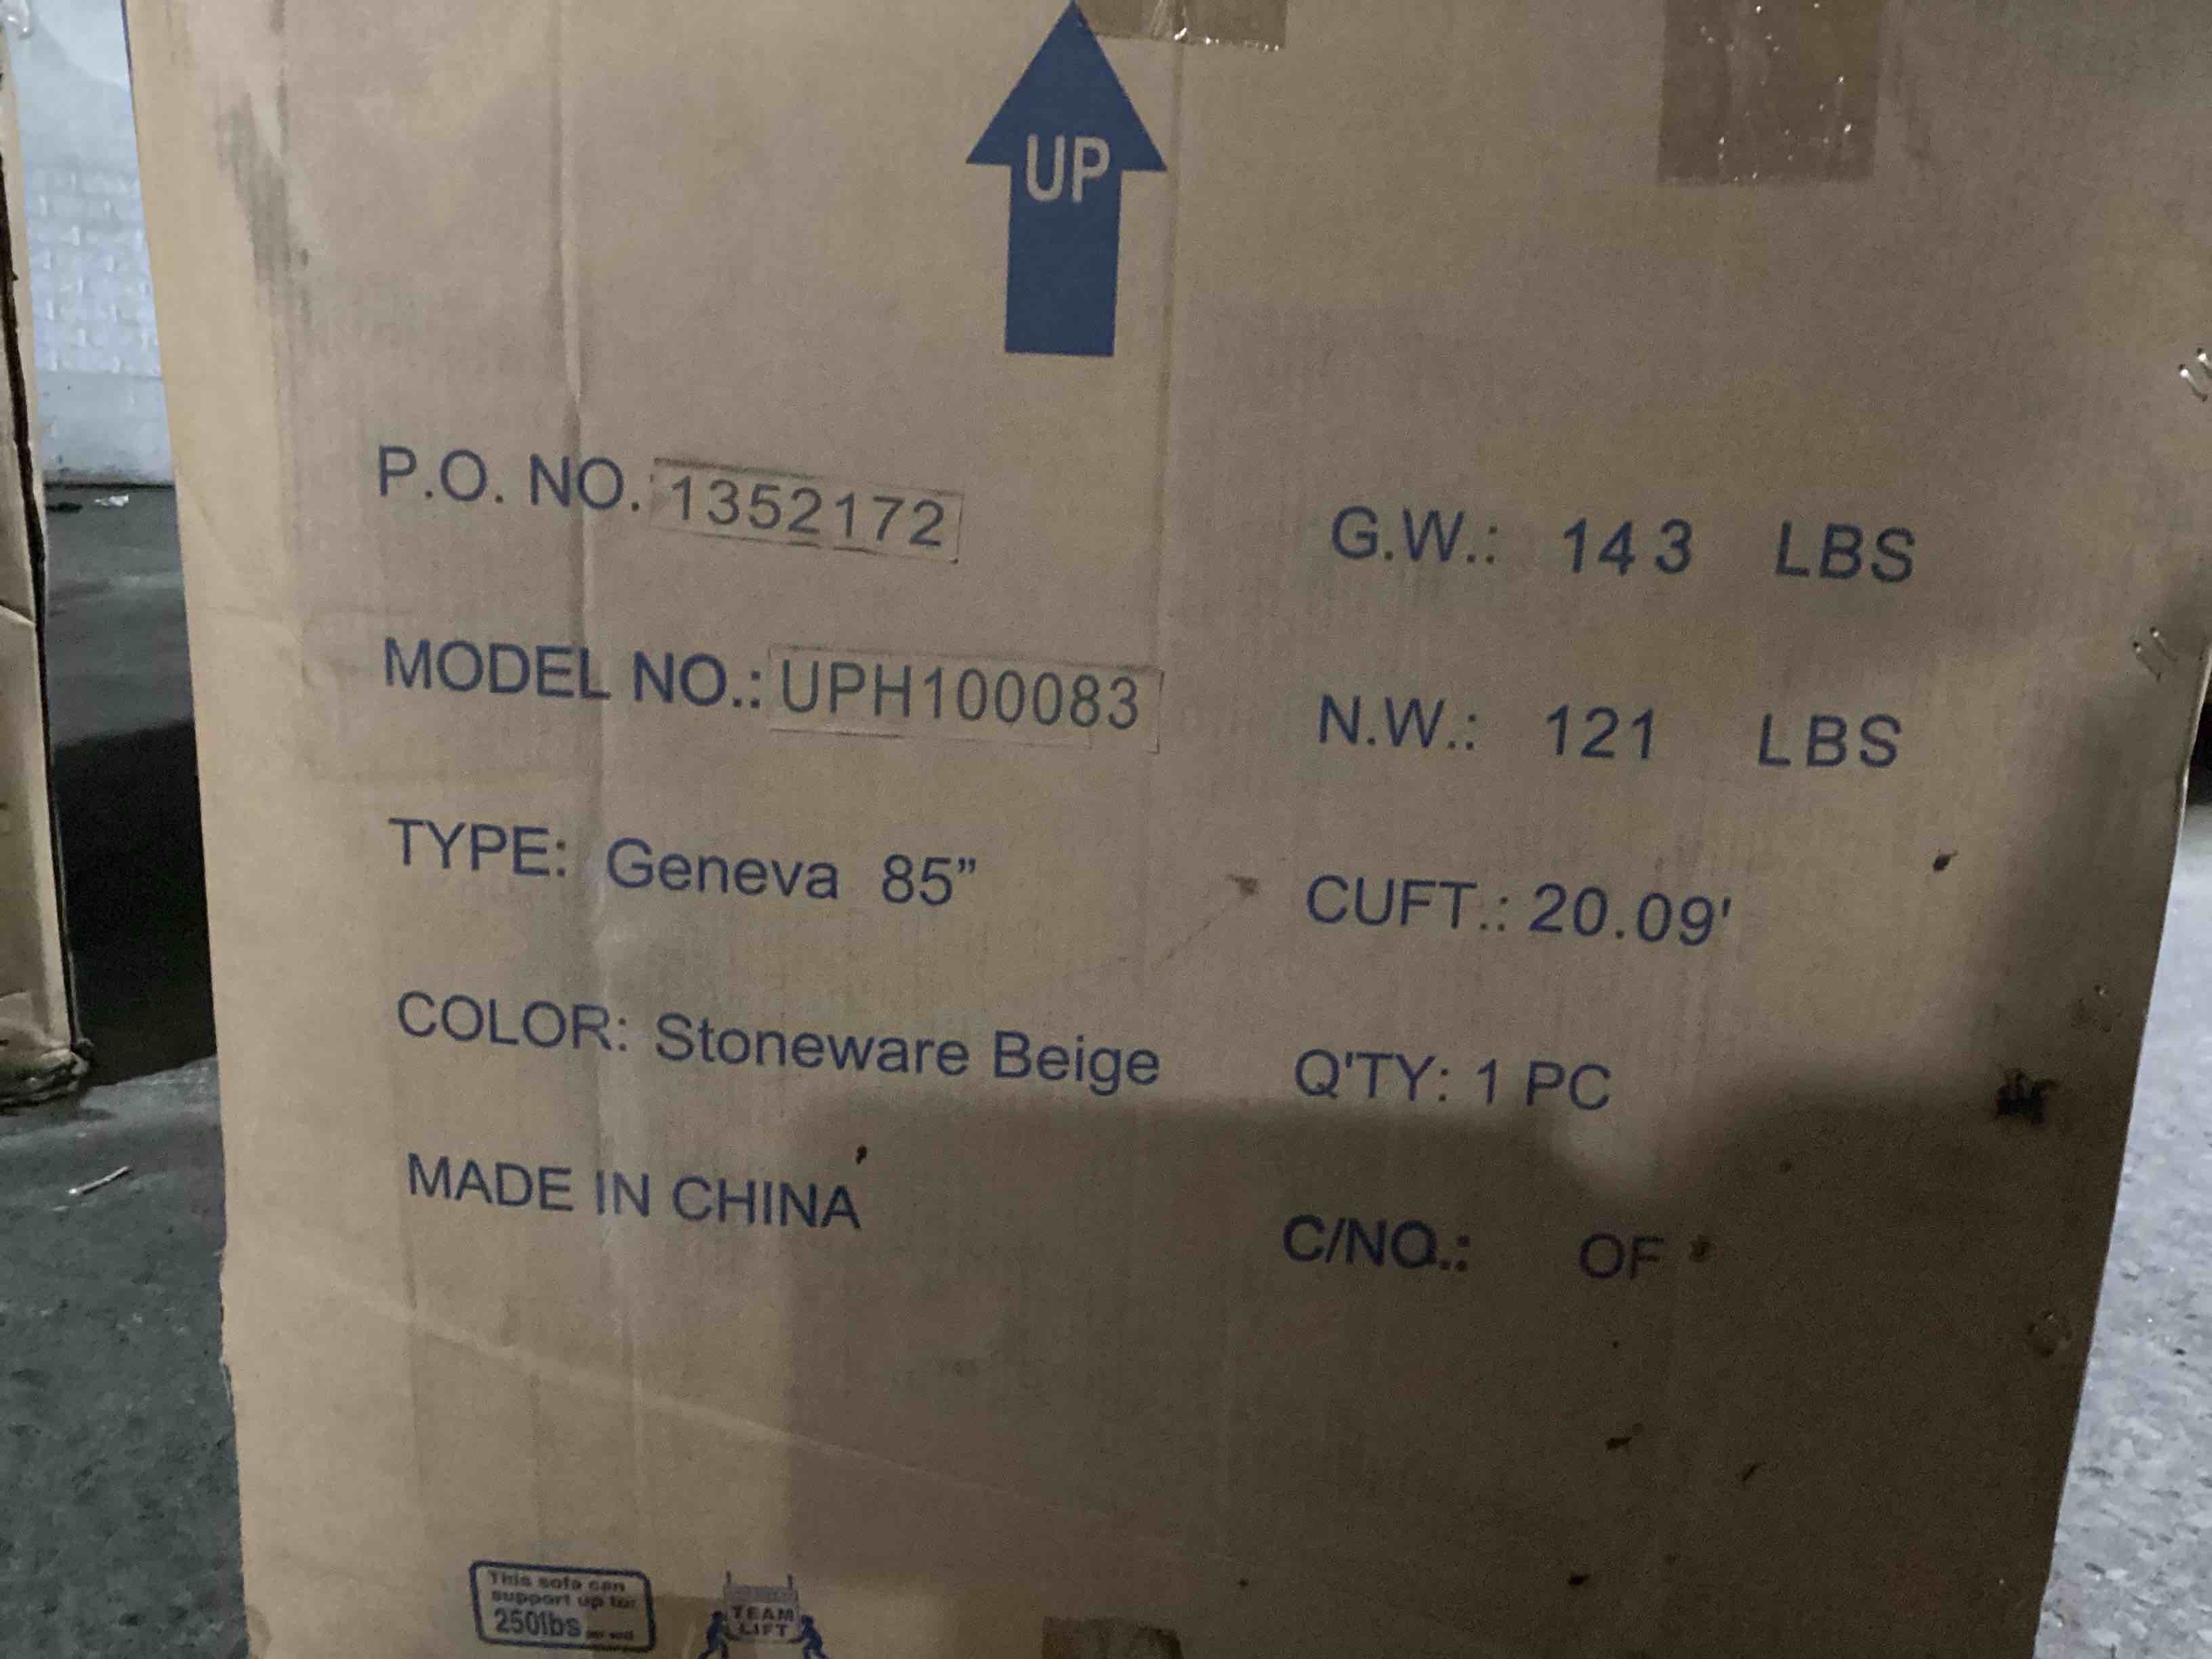 UP
P.O. NO. 1352172
MODEL NO.: UPH100083
TYPE: Geneva 85”
COLOR: Stoneware Beige
MADE IN CHINA
G.W.: 143 LBS
N.W.: 121 LBS
CUFT.: 20.09'
Q'TY: 1 PC
C/NO.: OF
This sofa can
support up to:
250lbs
TEAM
LIFT